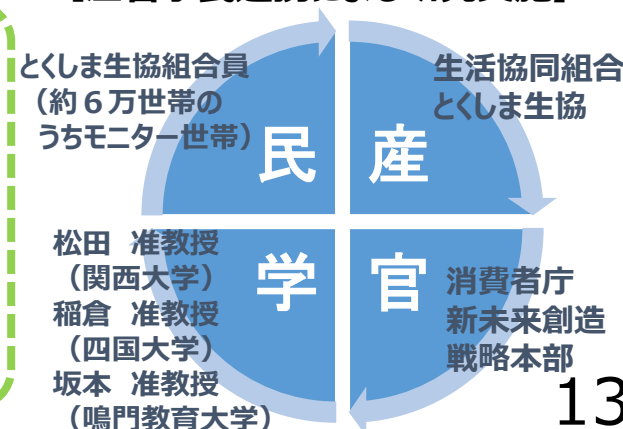 とくしま生協組合員
（約６万世帯の
うちモニター世帯）
民
産
生活協同組合
とくしま生協
松田 准教授
（関西大学）
稲倉 准教授
（四国大学）
坂本 准教授
（鳴門教育大学）
学
官
消費者庁
新未来創造
戦略本部
13